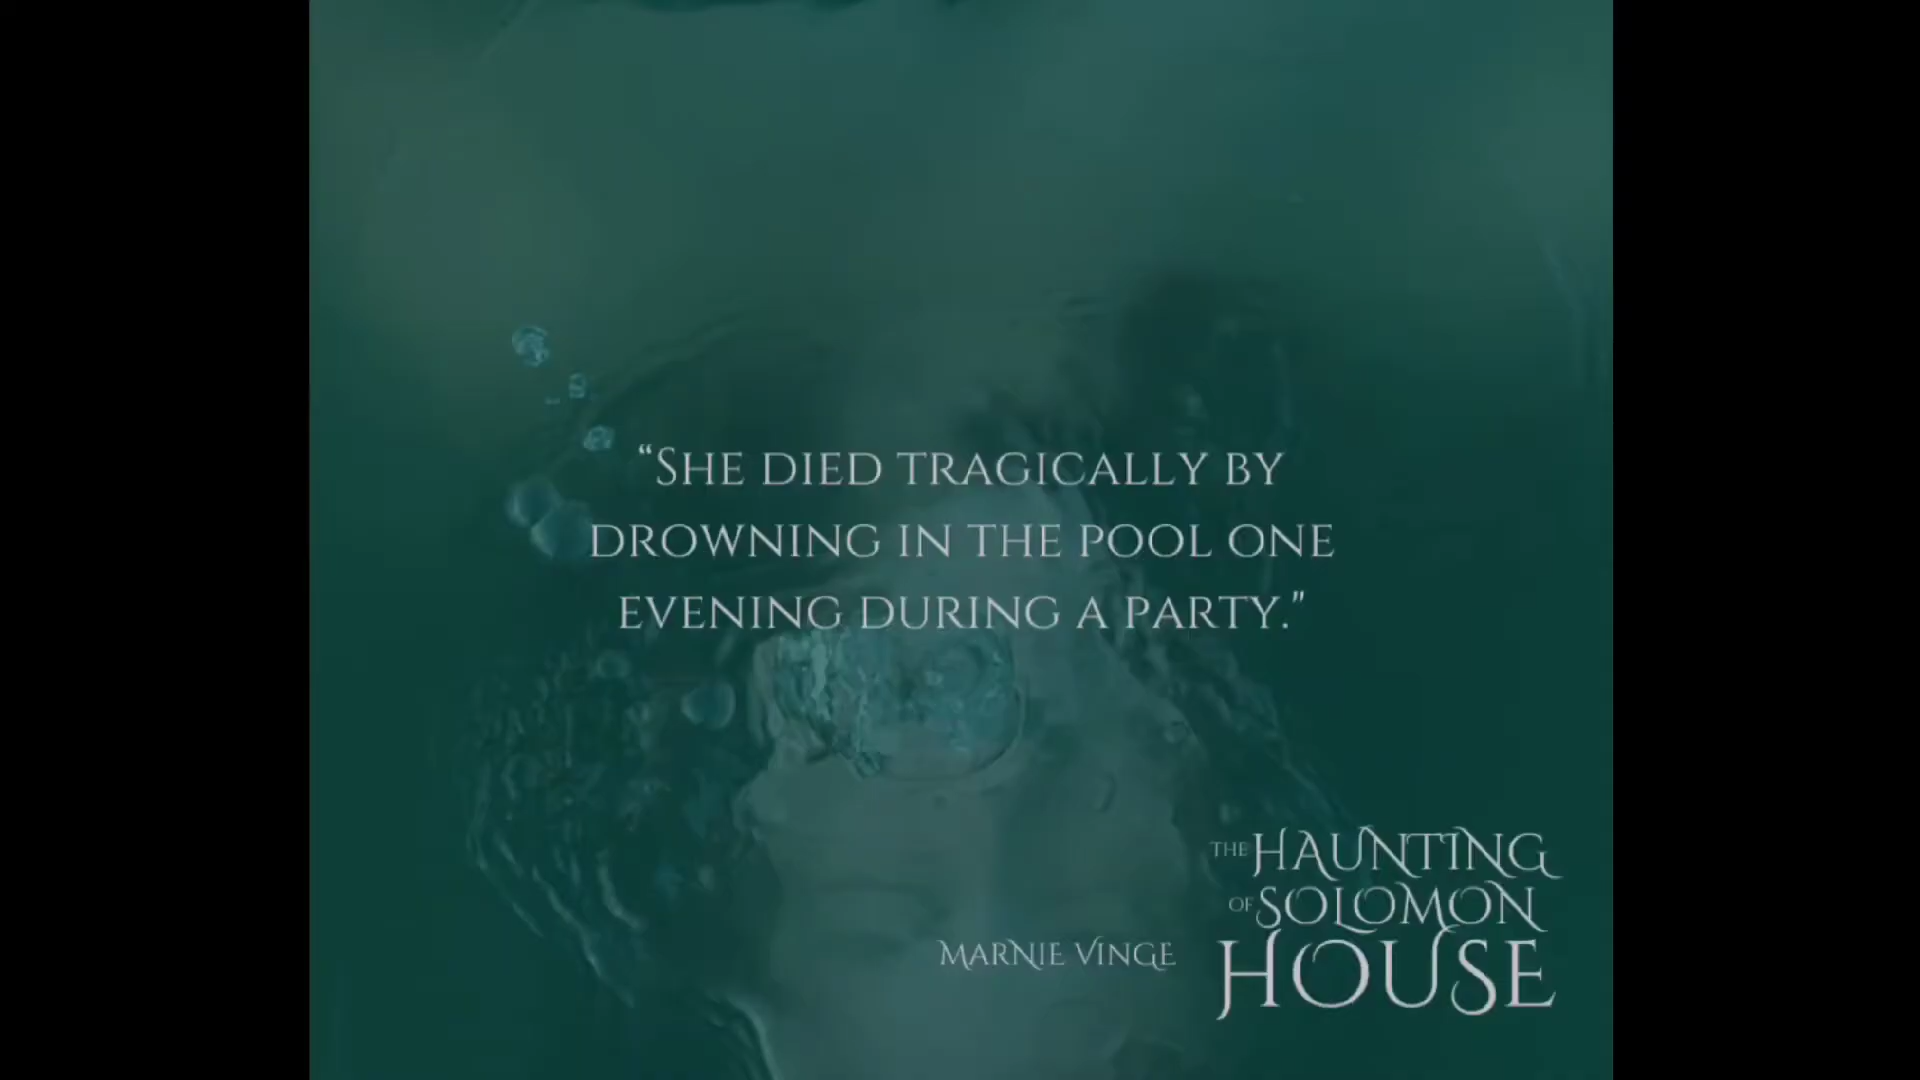 “She died tragically by
drowning in the pool one
evening during a party."
Marnie Vinge
The Haunting
of Solomon
House